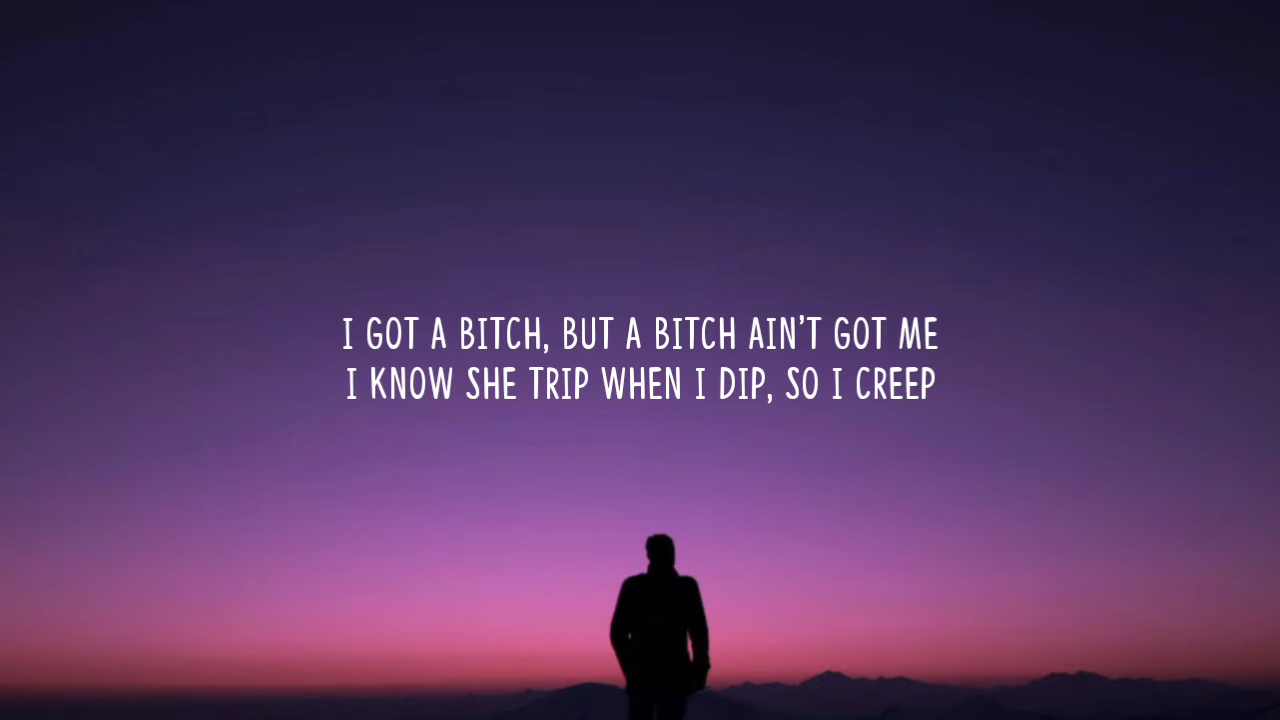 I GOT A BITCH, BUT A BITCH AIN'T GOT ME
I KNOW SHE TRIP WHEN I DIP, SO I CREEP